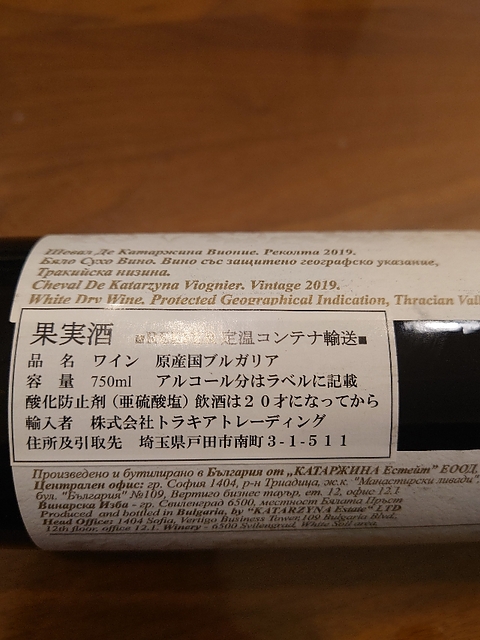 Шевал Де Катаржина Вионие. Реколта 2019.
Бяло Сухо Вино. Вино със защитено географско указание,
Тракийска низина.
Cheval De Katarzyna Viognier. Vintage 2019.
White Dry Wine. Protected Geographical Indication, Thracian Vall
果実酒 定温コンテナ輸送■
品 名 ワイン 原産国ブルガリア
容 量 750ml アルコール分はラベルに記載
酸化防止剤（亜硫酸塩）飲酒は２０才になってから
輸入者 株式会社トラキアトレーディング
住所及引取先 埼玉県戸田市南町３-１-５１１
Произведено и бутилирано в България от „КАТАРЖИНА Естейт" ЕООД,
Централен офис: гр. София 1404, р-н Триадица, ж.к. "Манастирски ливади",
бул. "България" №109, Вертиго бизнес тауър, ет. 12, офис 12.1.
Винарска Изба - гр. Свиленград 6500, местност Бялата Пръст
Produced and bottled in Bulgaria, by "KATARZYNA Estate" LTD.
Head Office: 1404 Sofia, Vertigo Business Tower, 109 Bulgaria Blvd.,
12th floor, office 12.1. Winery - 6500 Svilengrad, White Soil area.